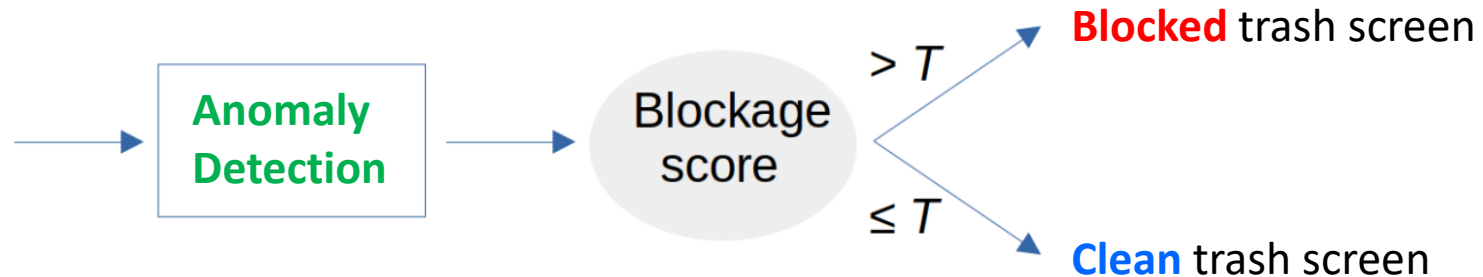 Anomaly
Detection
Blockage
score
> T
≤ T
Blocked trash screen
Clean trash screen